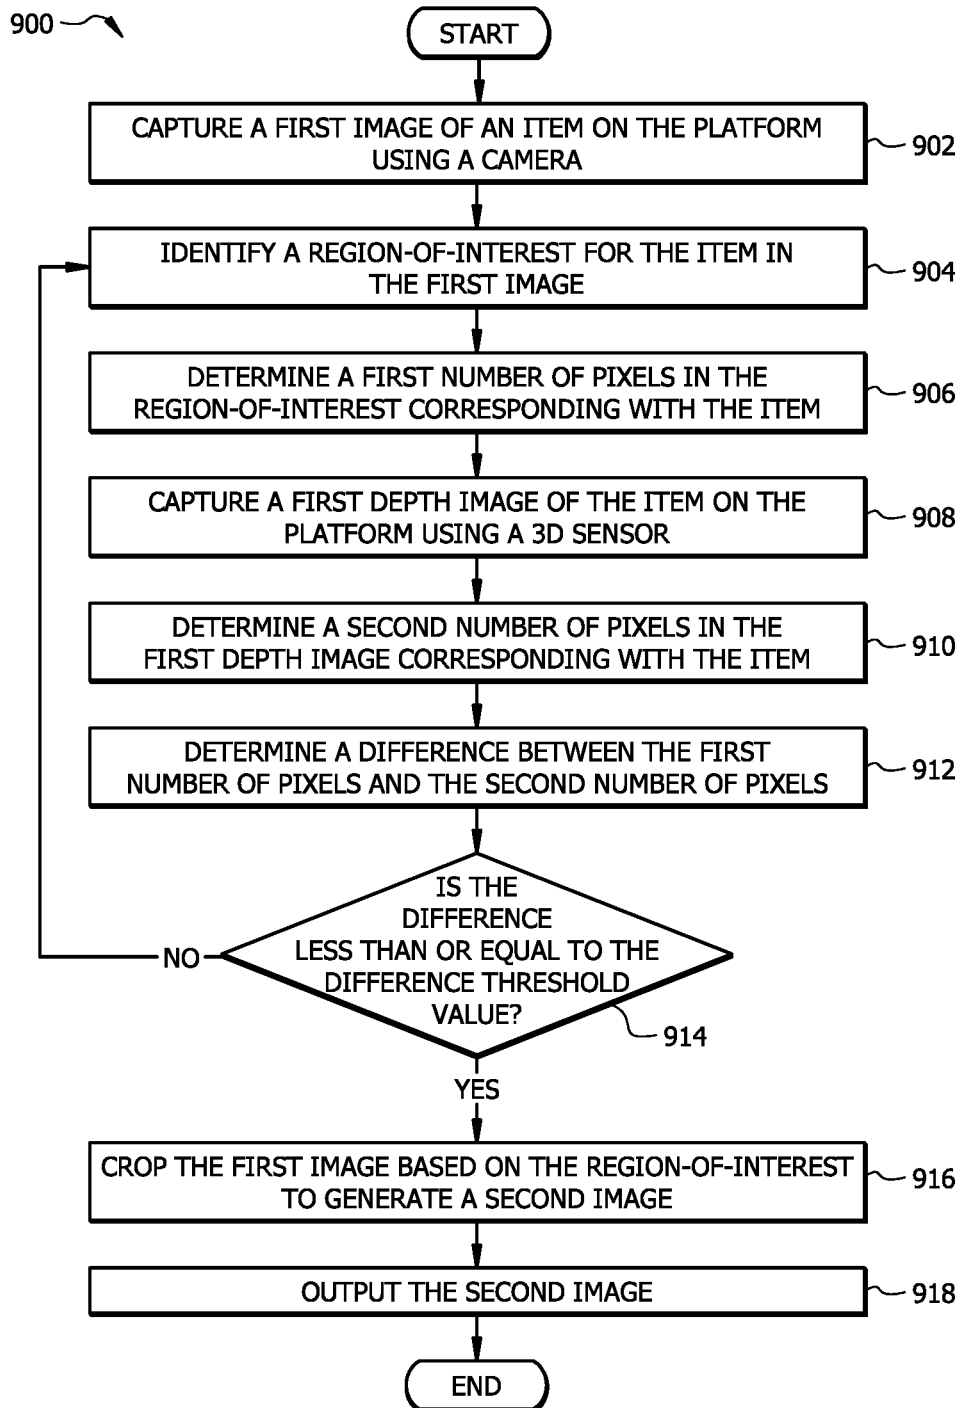 900
START
CAPTURE A FIRST IMAGE OF AN ITEM ON THE PLATFORM
USING A CAMERA
902
IDENTIFY A REGION-OF-INTEREST FOR THE ITEM IN
THE FIRST IMAGE
904
DETERMINE A FIRST NUMBER OF PIXELS IN THE
REGION-OF-INTEREST CORRESPONDING WITH THE ITEM
906
CAPTURE A FIRST DEPTH IMAGE OF THE ITEM ON THE
PLATFORM USING A 3D SENSOR
908
DETERMINE A SECOND NUMBER OF PIXELS IN THE
FIRST DEPTH IMAGE CORRESPONDING WITH THE ITEM
910
DETERMINE A DIFFERENCE BETWEEN THE FIRST
NUMBER OF PIXELS AND THE SECOND NUMBER OF PIXELS
912
IS THE
DIFFERENCE
LESS THAN OR EQUAL TO THE
DIFFERENCE THRESHOLD
VALUE?
NO
914
YES
CROP THE FIRST IMAGE BASED ON THE REGION-OF-INTEREST
TO GENERATE A SECOND IMAGE
916
OUTPUT THE SECOND IMAGE
918
END